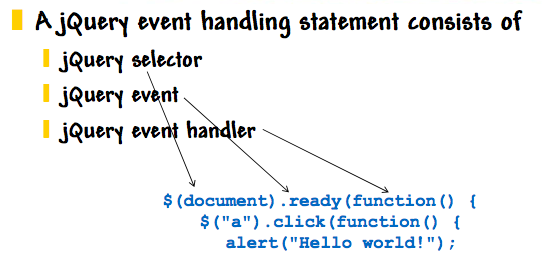 A jQuery event handling statement consists of
jQuery selector
jQuery event
jQuery event handler
$(document).ready(function() {
$("a").click(function() {
alert("Hello world!");